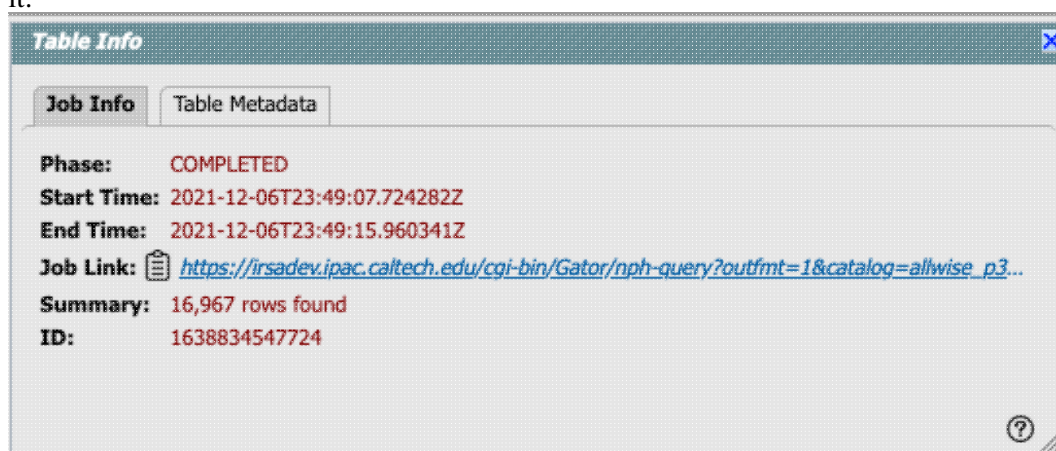 it.
Table Info
Job Info Table Metadata
Phase: COMPLETED
Start Time: 2021-12-06T23:49:07.724282Z
End Time: 2021-12-06T23:49:15.960341Z
Job Link: https://irsadev.ipac.caltech.edu/cgi-bin/Gator/nph-query?outfmt=1&catalog=allwise_p3...
Summary: 16,967 rows found
ID: 1638834547724